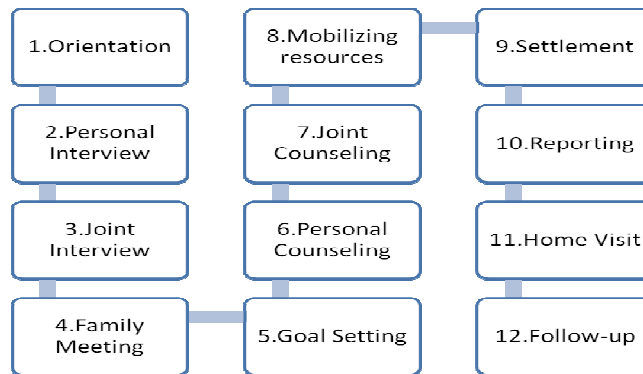 1.Orientation
2.Personal
Interview
3.Joint
Interview
4.Family
Meeting
5.Goal Setting
6.Personal
Counseling
7.Joint
Counseling
8.Mobilizing
resources
9.Settlement
10.Reporting
11.Home Visit
12.Follow-up